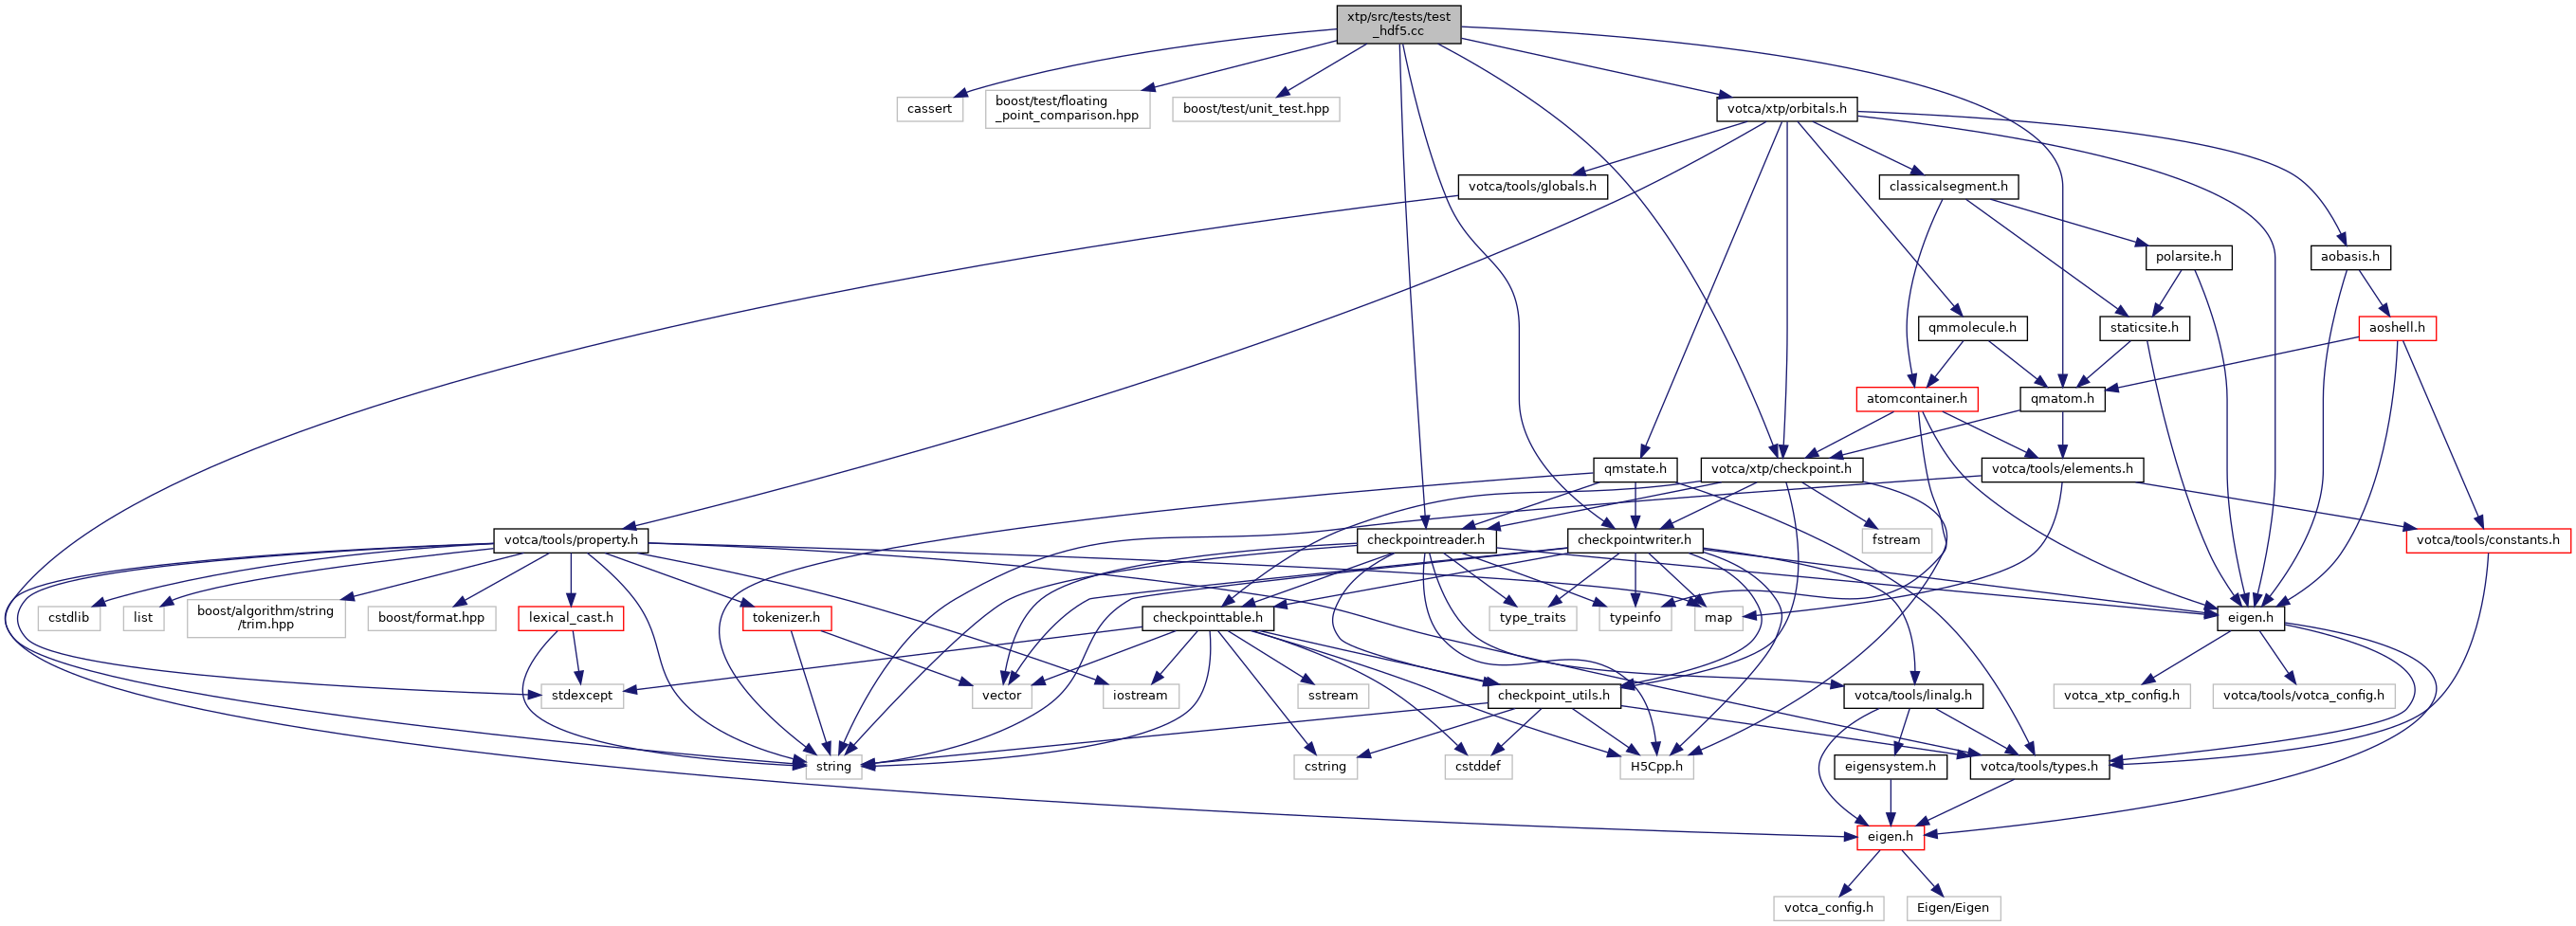 xtp/src/tests/test
_hdf5.cc
cassert
boost/test/floating
_point_comparison.hpp
boost/test/unit_test.hpp
votca/xtp/orbitals.h
votca/tools/globals.h
classicalsegment.h
polarsite.h
aobasis.h
qmmolecule.h
staticsite.h
aoshell.h
atomcontainer.h
qmatom.h
qmstate.h
votca/xtp/checkpoint.h
votca/tools/elements.h
votca/tools/property.h
checkpointreader.h
checkpointwriter.h
fstream
votca/tools/constants.h
cstdlib
list
boost/algorithm/string
/trim.hpp
boost/format.hpp
lexical_cast.h
tokenizer.h
checkpointtable.h
type_traits
typeinfo
map
eigen.h
stdexcept
vector
iostream
sstream
checkpoint_utils.h
votca/tools/linalg.h
votca_xtp_config.h
votca/tools/votca_config.h
string
cstring
cstddef
H5Cpp.h
eigensystem.h
votca/tools/types.h
eigen.h
votca_config.h
Eigen/Eigen